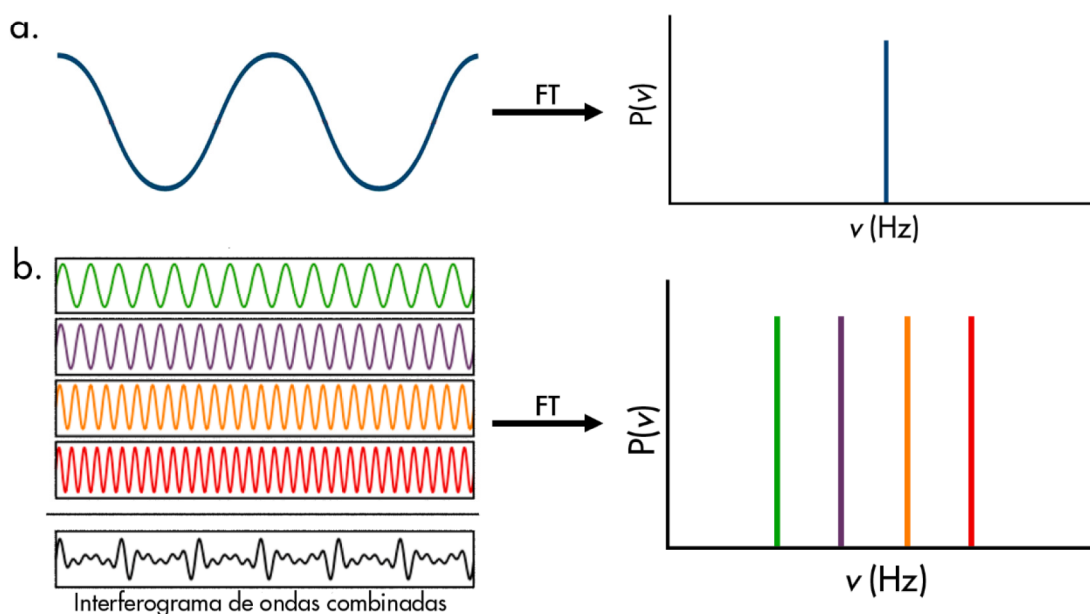 a.
FT
P(v)
v (Hz)
b.
FT
P(v)
v (Hz)
Interferograma de ondas combinadas